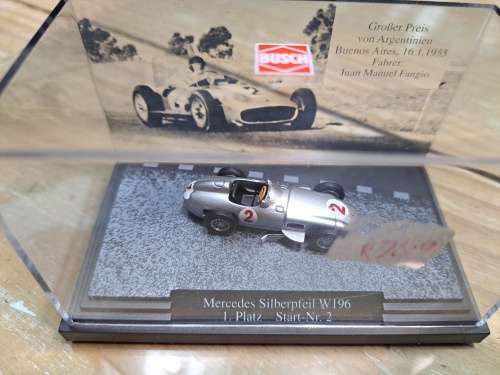 Großer Preis
von Argentinien
Buenos Aires, 16.1.1955
Fahrer:
Juan Manuel Fangio
BUSCH
2
2
Mercedes Silberpfeil W196
1. Platz Start-Nr. 2